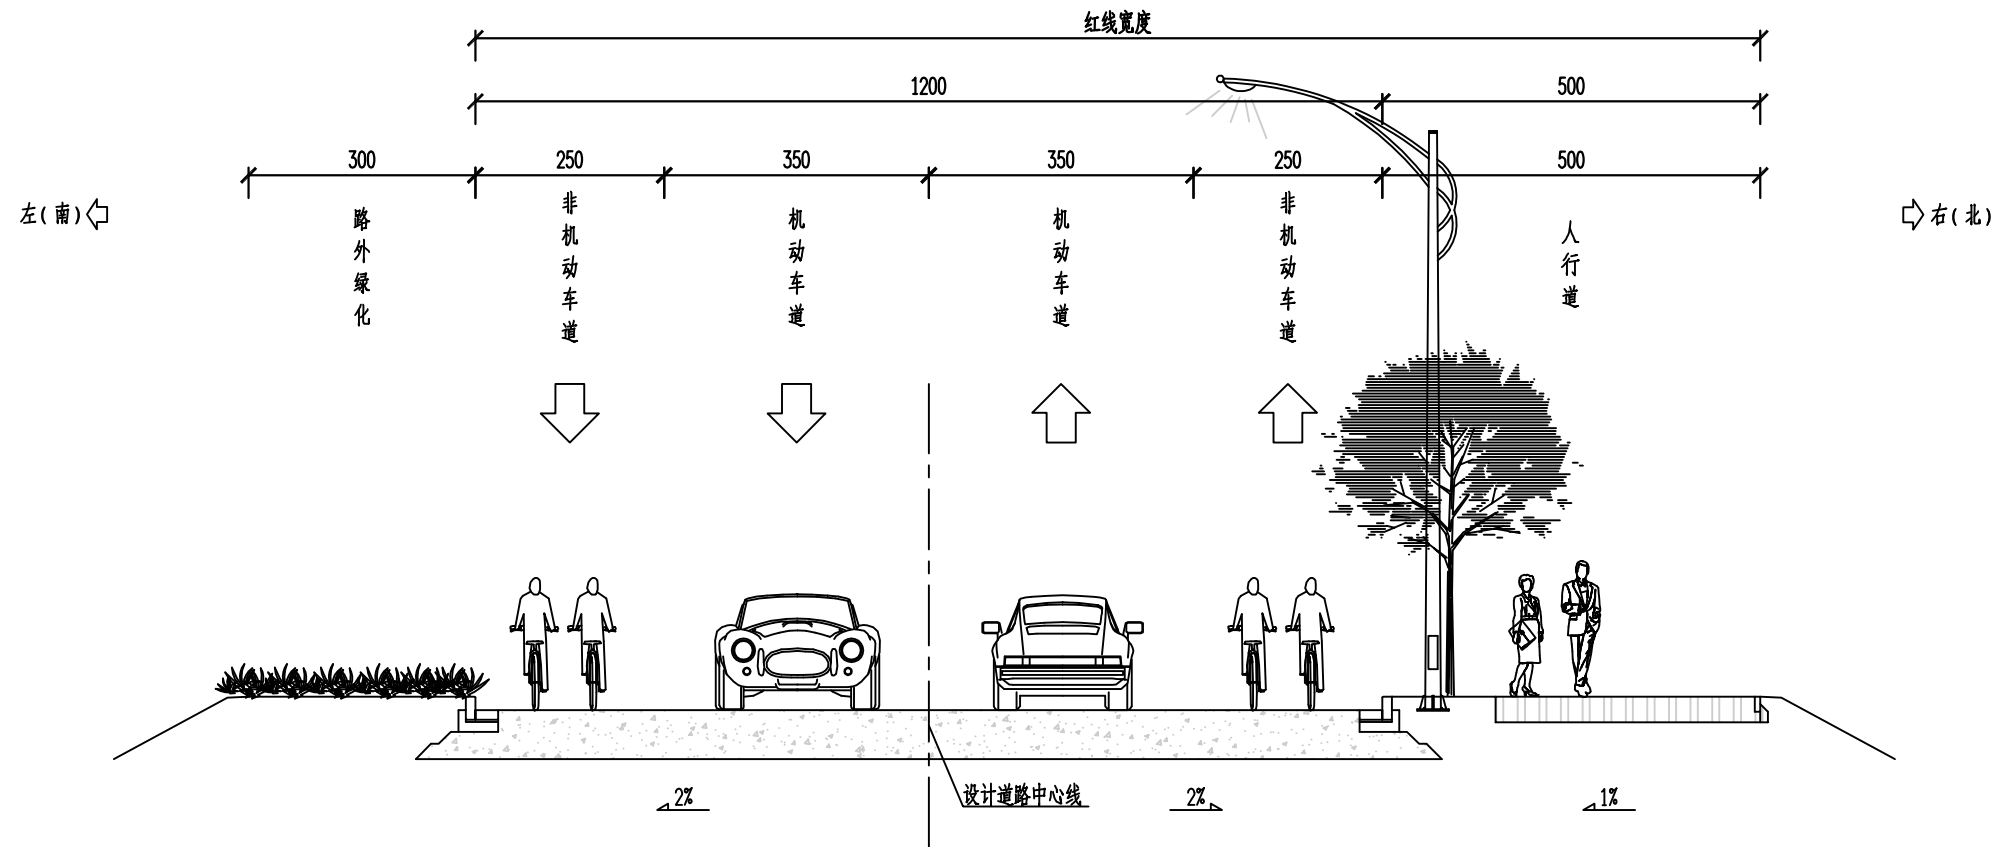 红线宽度
1200
500
300
250
350
350
250
500
左(南)
路外绿化
非机动车道
机动车道
机动车道
非机动车道
人行道
右(北)
2%
设计道路中心线
2%
1%